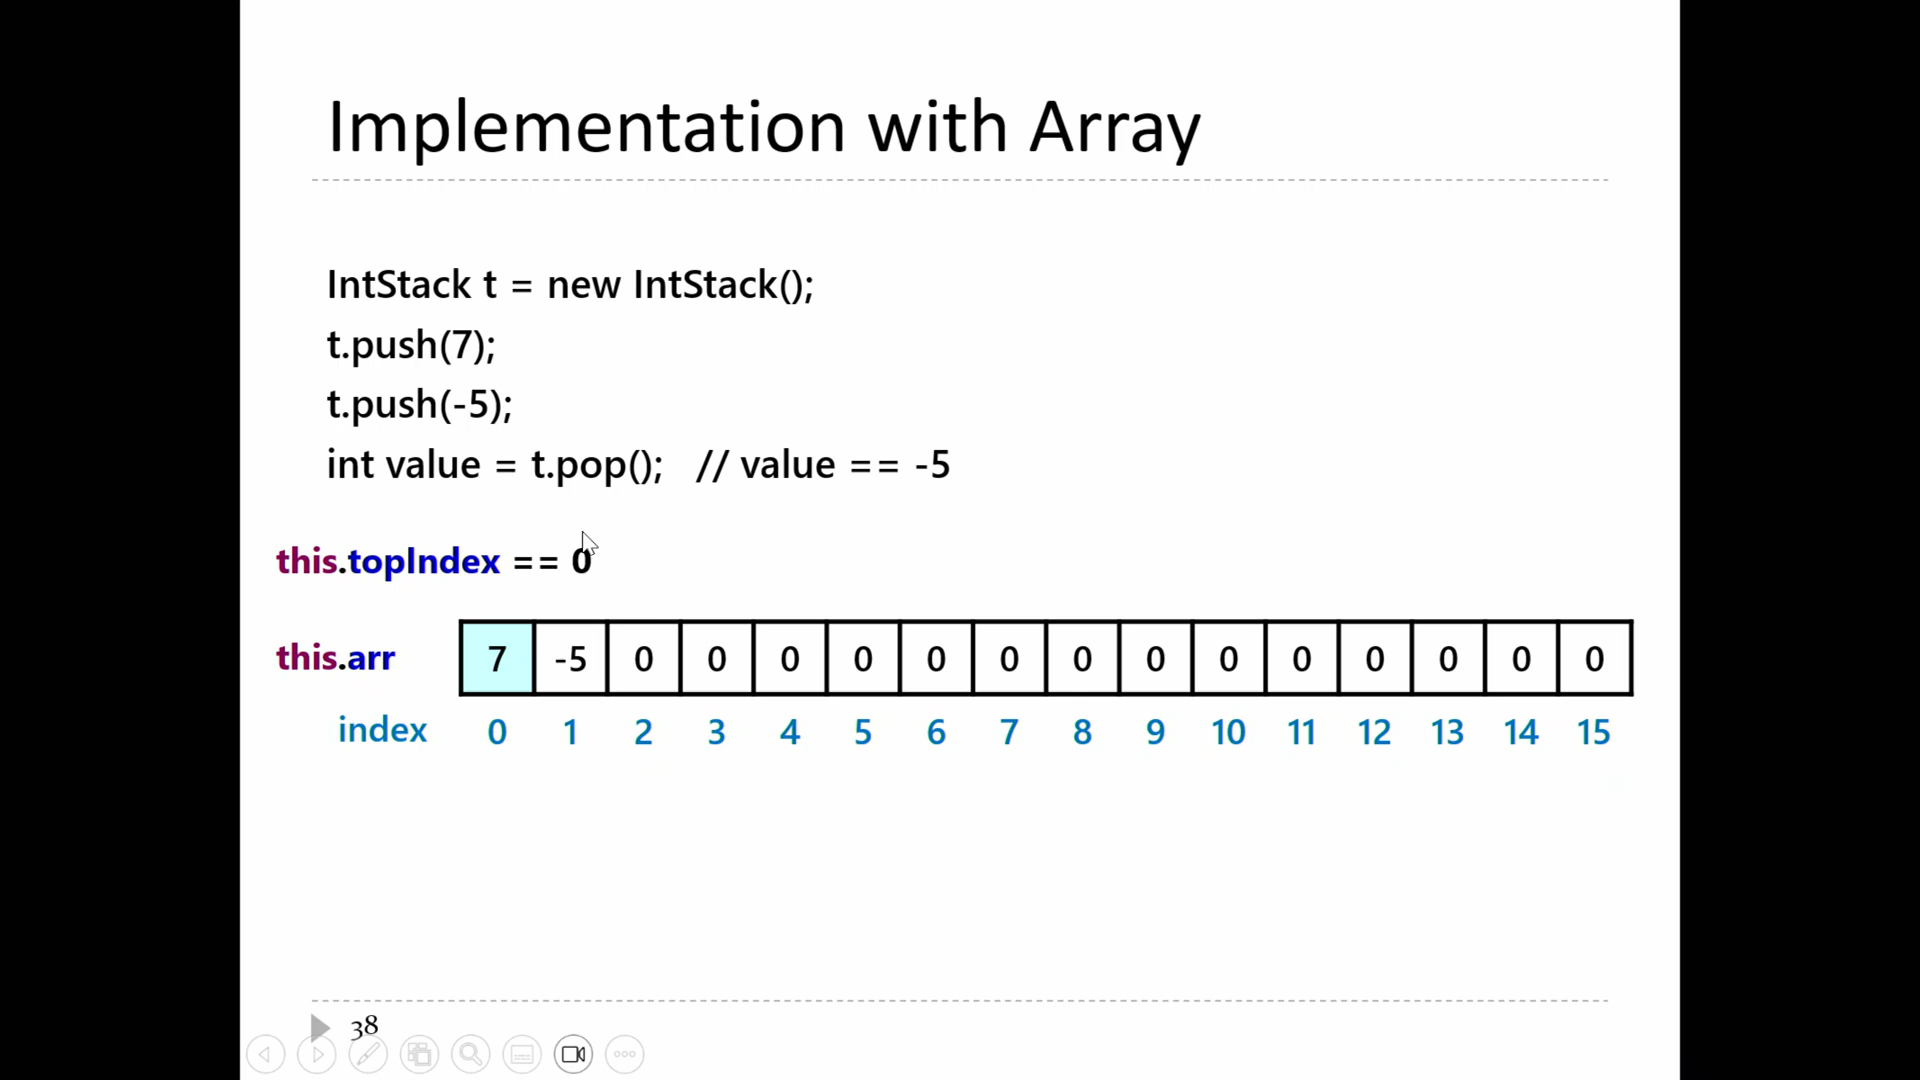 Implementation with Array
IntStack t = new IntStack();
t.push(7);
t.push(-5);
int value = t.pop();   // value == -5
this.topIndex == 0
this.arr 7 -5 0 0 0 0 0 0 0 0 0 0 0 0 0 0
index 0 1 2 3 4 5 6 7 8 9 10 11 12 13 14 15
38